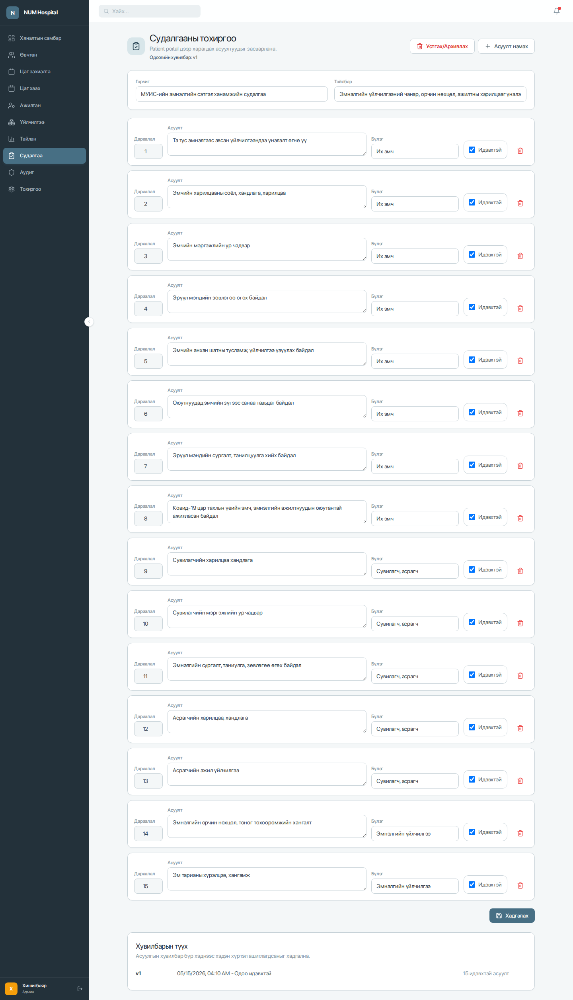 N NUM Hospital
Хяналтын самбар
Өвчтөн
Цаг захиалга
Цаг хаах
Ажилтан
Үйлчилгээ
Тайлан
Судалгаа
Аудит
Тохиргоо
Х Хишигбаяр
Админ
Хайх...
Судалгааны тохиргоо
Patient portal дээр харагдах асуултуудыг засварлана.
Одоогийн хувилбар: v1
Устгах/Архивлах
Асуулт нэмэх
Гарчиг
МУИС-ийн эмнэлгийн сэтгэл ханамжийн судалгаа
Тайлбар
Эмнэлгийн үйлчилгээний чанар, орчин нөхцөл, ажилтны харилцааг үнэлэ
Дараалал
1
Асуулт
Та тус эмнэлгээс авсан үйлчилгээндээ үнэлэлт өгнө үү
Бүлэг
Их эмч
Идэвхтэй
Дараалал
2
Асуулт
Эмчийн харилцааны соёл, хандлага, харилцаа
Бүлэг
Их эмч
Идэвхтэй
Дараалал
3
Асуулт
Эмчийн мэргэжлийн ур чадвар
Бүлэг
Их эмч
Идэвхтэй
Дараалал
4
Асуулт
Эрүүл мэндийн зөвлөгөө өгөх байдал
Бүлэг
Их эмч
Идэвхтэй
Дараалал
5
Асуулт
Эмчийн анхан шатны тусламж, үйлчилгээ үзүүлэх байдал
Бүлэг
Их эмч
Идэвхтэй
Дараалал
6
Асуулт
Оюутнуудад эмчийн зүгээс санаа тавьдаг байдал
Бүлэг
Их эмч
Идэвхтэй
Дараалал
7
Асуулт
Эрүүл мэндийн сургалт, танилцуулга хийх байдал
Бүлэг
Их эмч
Идэвхтэй
Дараалал
8
Асуулт
Ковид-19 цар тахлын үеийн эмч, эмнэлгийн ажилтнуудын оюутантай
ажилласан байдал
Бүлэг
Их эмч
Идэвхтэй
Дараалал
9
Асуулт
Сувилагчийн харилцаа хандлага
Бүлэг
Сувилагч, асрагч
Идэвхтэй
Дараалал
10
Асуулт
Сувилагчийн мэргэжлийн ур чадвар
Бүлэг
Сувилагч, асрагч
Идэвхтэй
Дараалал
11
Асуулт
Эмнэлгийн сургалт, таниулга, зөвлөгөө өгөх байдал
Бүлэг
Сувилагч, асрагч
Идэвхтэй
Дараалал
12
Асуулт
Асрагчийн харилцаа, хандлага
Бүлэг
Сувилагч, асрагч
Идэвхтэй
Дараалал
13
Асуулт
Асрагчийн ажил үйлчилгээ
Бүлэг
Сувилагч, асрагч
Идэвхтэй
Дараалал
14
Асуулт
Эмнэлгийн орчин нөхцөл, тоног төхөөрөмжийн хангалт
Бүлэг
Эмнэлгийн үйлчилгээ
Идэвхтэй
Дараалал
15
Асуулт
Эм тарианы хүрэлцээ, хангамж
Бүлэг
Эмнэлгийн үйлчилгээ
Идэвхтэй
Хадгалах
Хувилбарын түүх
Асуулгын хувилбар бүр хэднээс хэдэн хүртэл ашиглагдсаныг хадгална.
v1 05/15/2026, 04:10 AM - Одоо идэвхтэй 15 идэвхтэй асуулт